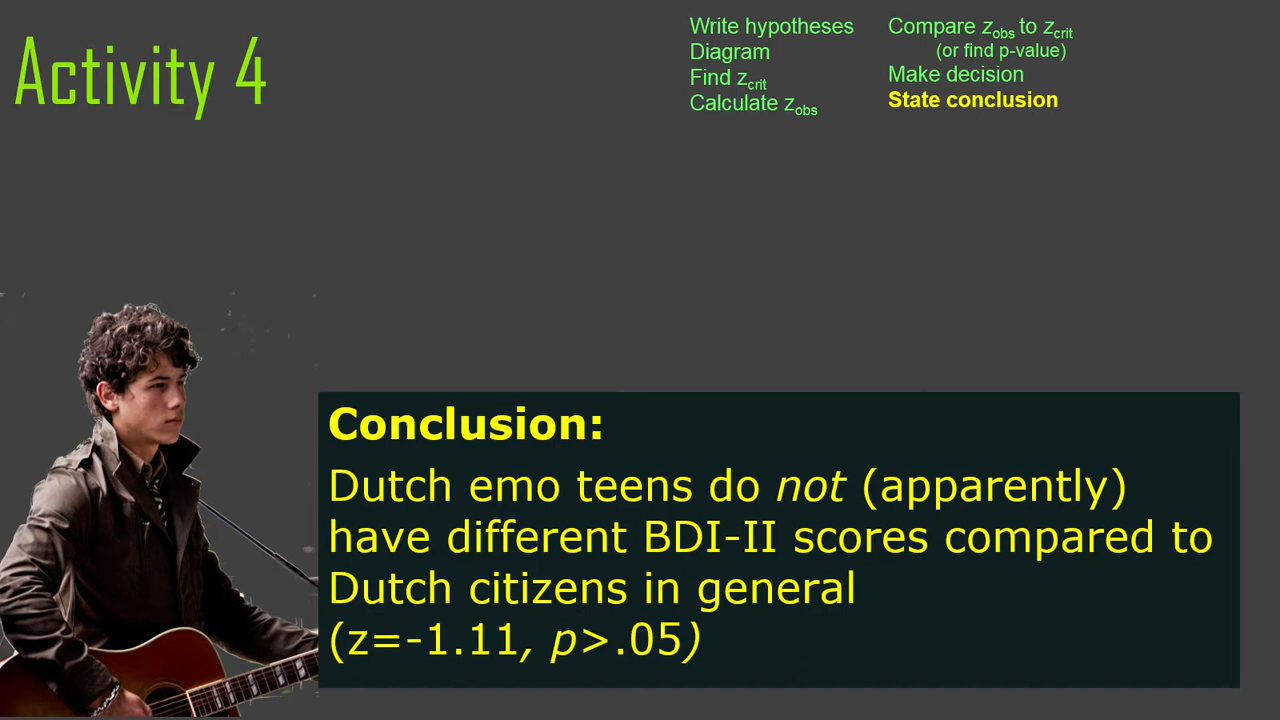 Activity 4
Write hypotheses
Diagram
Find zcrit
Calculate zobs
Compare zobs to zcrit
(or find p-value)
Make decision
State conclusion
Conclusion:
Dutch emo teens do not (apparently)
have different BDI-II scores compared to
Dutch citizens in general
(z=-1.11, p>.05)